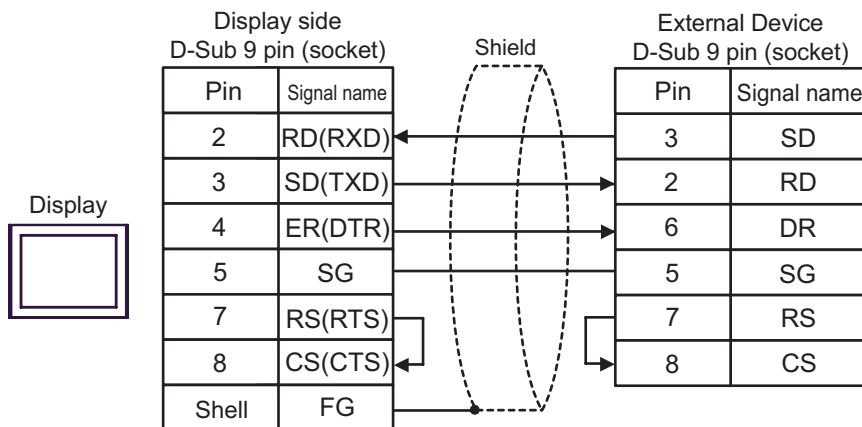 Display side
D-Sub 9 pin (socket)
Shield
External Device
D-Sub 9 pin (socket)
Pin Signal name
Pin Signal name
2 RD(RXD)
3 SD
3 SD(TXD)
2 RD
Display
4 ER(DTR)
6 DR
5 SG
5 SG
7 RS(RTS)
7 RS
8 CS(CTS)
8 CS
Shell FG